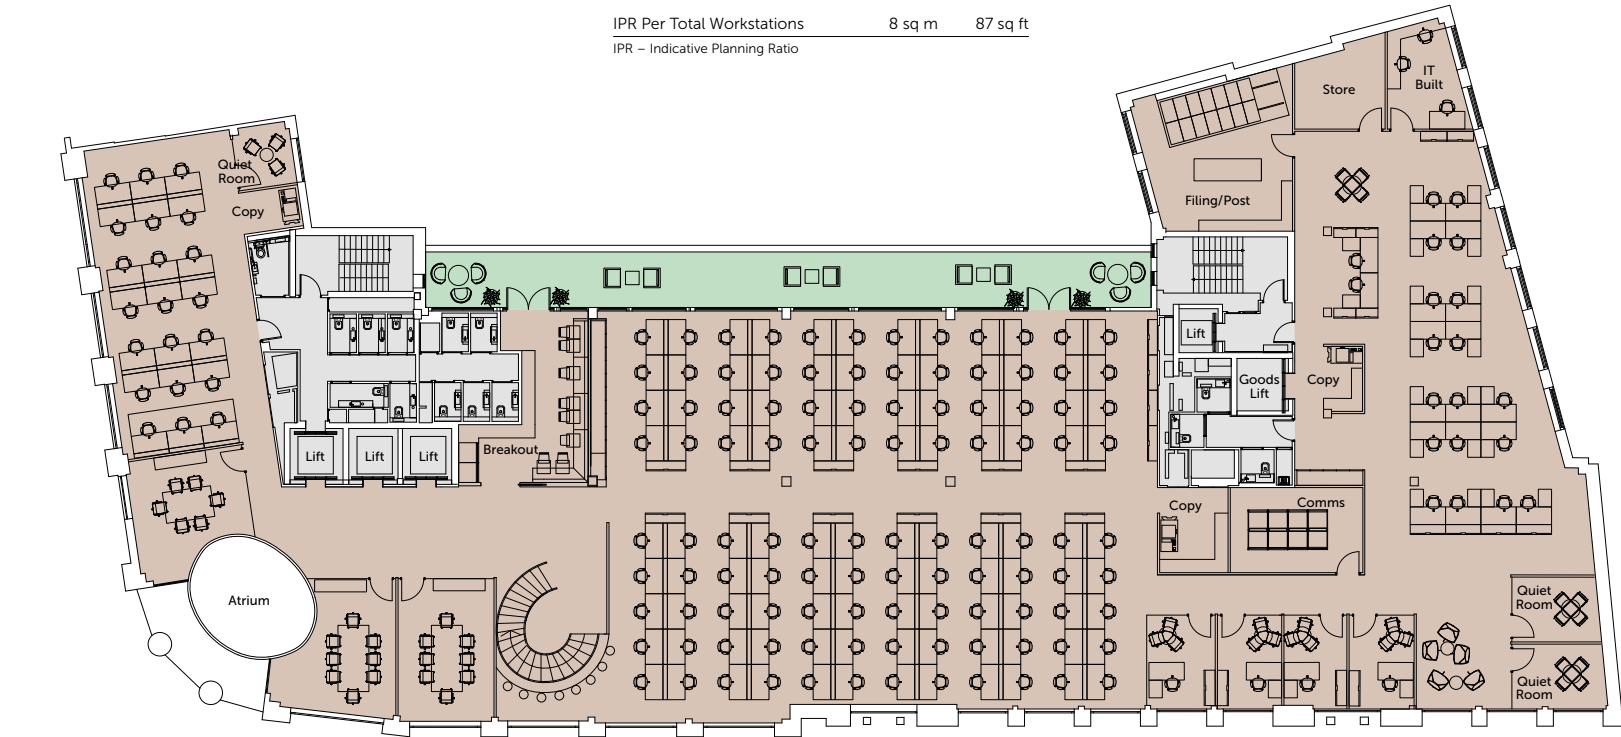 IPR Per Total Workstations 8 sq m 87 sq ft
IPR – Indicative Planning Ratio
Store
IT
Built
Quiet
Room
Copy
Filing/Post
Lift
Goods
Lift
Copy
Lift
Lift
Lift
Breakout
Copy
Comms
Atrium
Quiet
Room
Quiet
Room